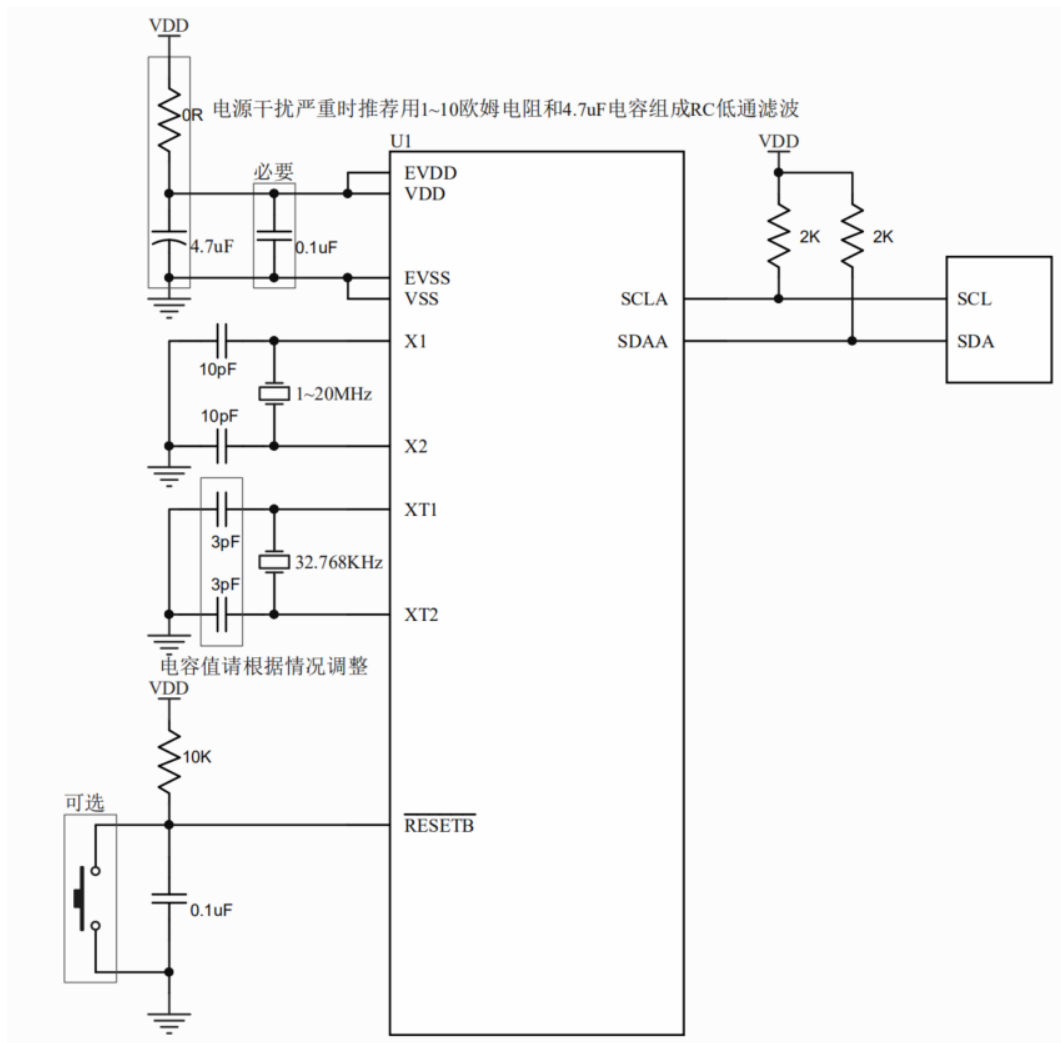 VDD
0R
电源干扰严重时推荐用1~10欧姆电阻和4.7uF电容组成RC低通滤波
U1
VDD
必要
EVDD
VDD
4.7uF
0.1uF
2K
2K
EVSS
VSS
SCLA
SCL
X1
SDAA
SDA
10pF
1~20MHz
10pF
X2
XT1
3pF
32.768KHz
3pF
XT2
电容值请根据情况调整
VDD
10K
可选
RESETB
0.1uF